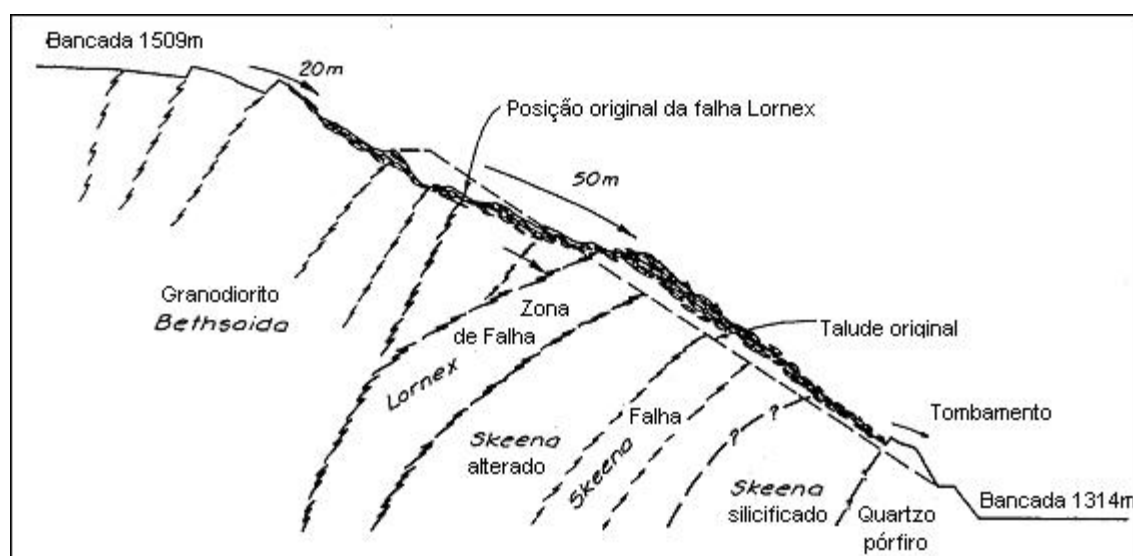 Bancada 1509m
20m
Posição original da falha Lornex
50m
Granodiorito
Bethsaida
Zona
de Falha
Lornex
Talude original
Skeena
alterado
Falha
Skeena
?
?
Tombamento
Skeena
silicificado
Quartzo
pórfiro
Bancada 1314m